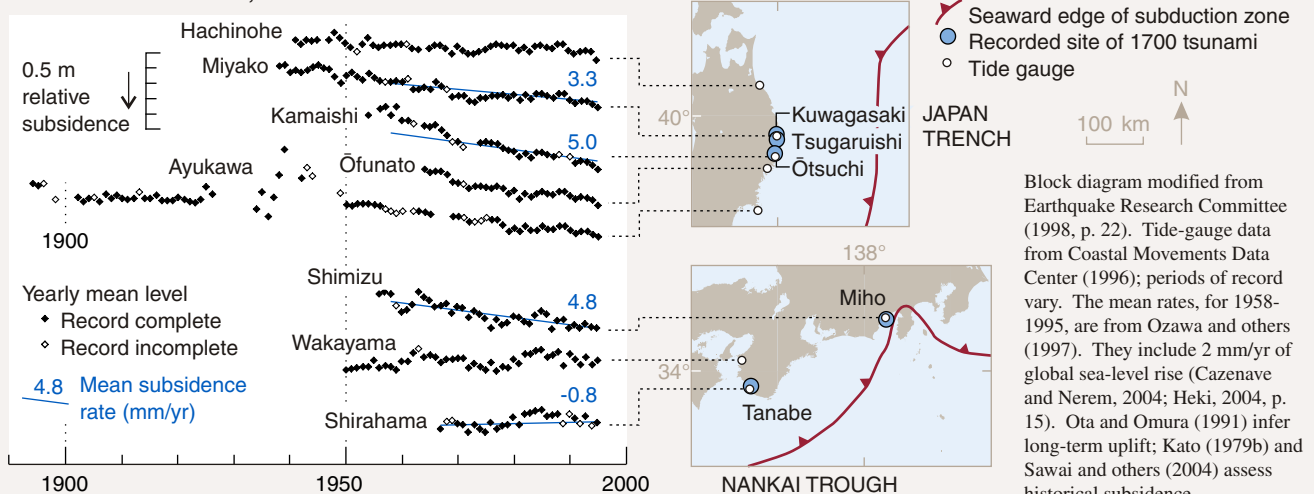 Hachinohe
Miyako
Kamaishi
Ayukawa
Ōfunato
0.5 m
relative
subsidence
3.3
5.0
1900
Shimizu
4.8
Wakayama
-0.8
Shirahama
Yearly mean level
Record complete
Record incomplete
4.8 Mean subsidence
rate (mm/yr)
1900
1950
2000
40°
Kuwagasaki
Tsugaruishi
Ōtsuchi
JAPAN
TRENCH
138°
Miho
34°
Tanabe
NANKAI TROUGH
Seaward edge of subduction zone
Recorded site of 1700 tsunami
Tide gauge
N
100 km
Block diagram modified from
Earthquake Research Committee
(1998, p. 22). Tide-gauge data
from Coastal Movements Data
Center (1996); periods of record
vary. The mean rates, for 1958-
1995, are from Ozawa and others
(1997). They include 2 mm/yr of
global sea-level rise (Cazenave
and Nerem, 2004; Heki, 2004, p.
15). Ota and Omura (1991) infer
long-term uplift; Kato (1979b) and
Sawai and others (2004) assess
historical subsidence